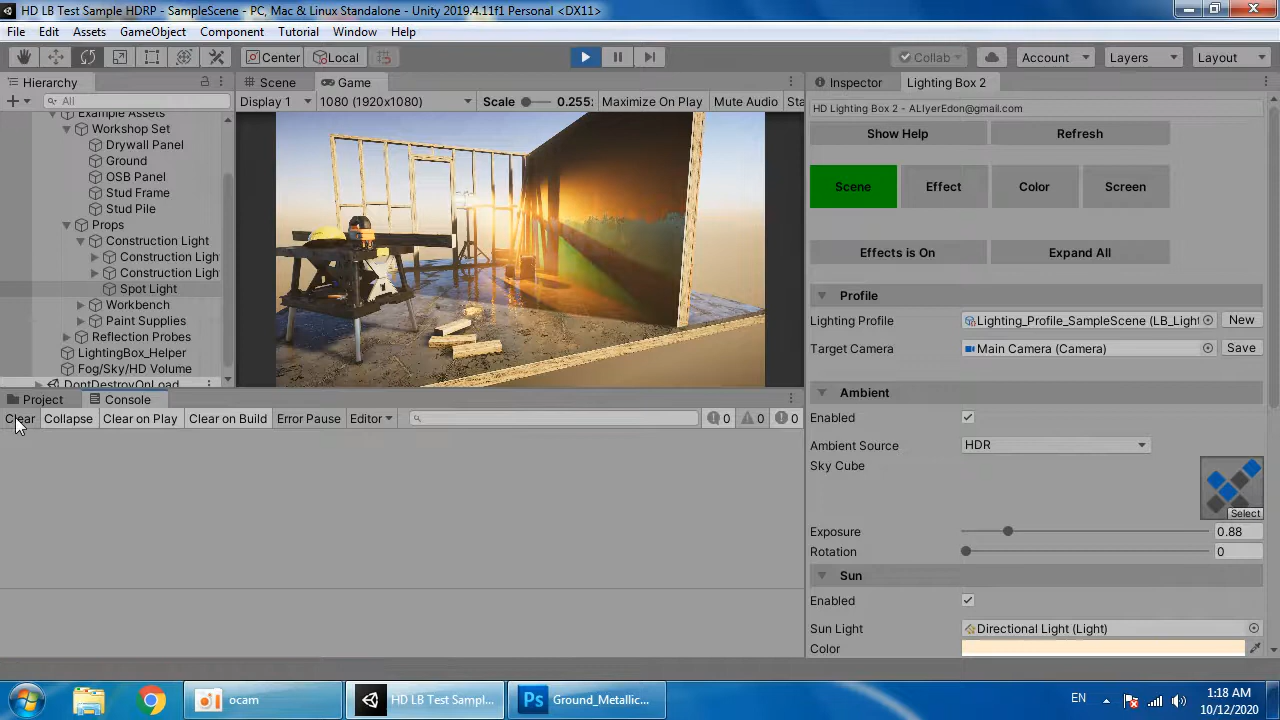 HD LB Test Sample HDRP - SampleScene - PC, Mac & Linux Standalone - Unity 2019.4.11f1 Personal <DX11>
File Edit Assets GameObject Component Tutorial Window Help
Center Local Collab Account Layers Layout
Hierarchy
All
Example Assets
Workshop Set
Drywall Panel
Ground
OSB Panel
Stud Frame
Stud Pile
Props
Construction Light
Construction Ligh
Construction Ligh
Spot Light
Workbench
Paint Supplies
Reflection Probes
LightingBox_Helper
Fog/Sky/HD Volume
DontDestroyOnLoad
Scene Game
Display 1 1080 (1920x1080) Scale 0.255: Maximize On Play Mute Audio Sta
Project Console
Clear Collapse Clear on Play Clear on Build Error Pause Editor 0 0 0
Inspector Lighting Box 2
HD Lighting Box 2 - ALIyerEdon@gmail.com
Show Help Refresh
Scene Effect Color Screen
Effects is On Expand All
Profile
Lighting Profile Lighting_Profile_SampleScene (LB_Light New
Target Camera Main Camera (Camera) Save
Ambient
Enabled
Ambient Source HDR
Sky Cube
Select
Exposure 0.88
Rotation 0
Sun
Enabled
Sun Light Directional Light (Light)
Color
ocam HD LB Test Sampl... Ps Ground_Metallic... EN 1:18 AM
10/12/2020